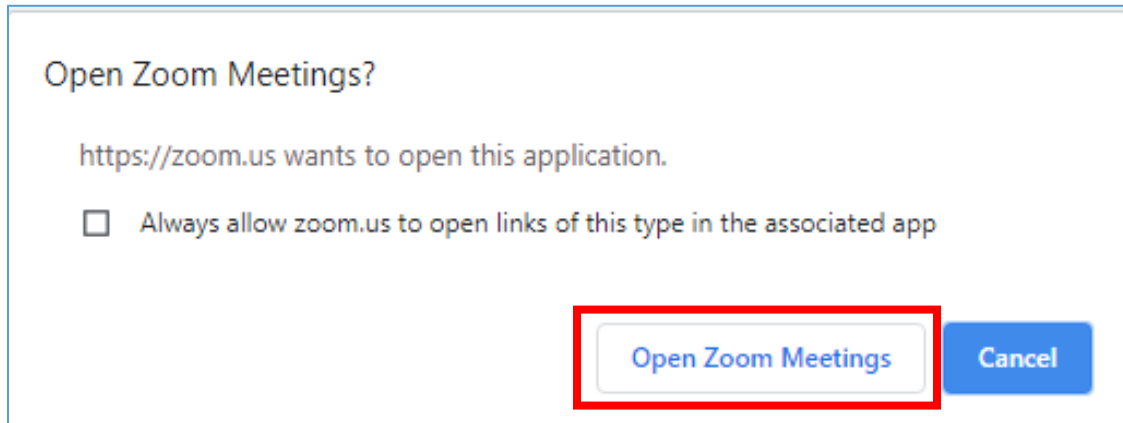 Open Zoom Meetings?
https://zoom.us wants to open this application.
Always allow zoom.us to open links of this type in the associated app
Open Zoom Meetings Cancel